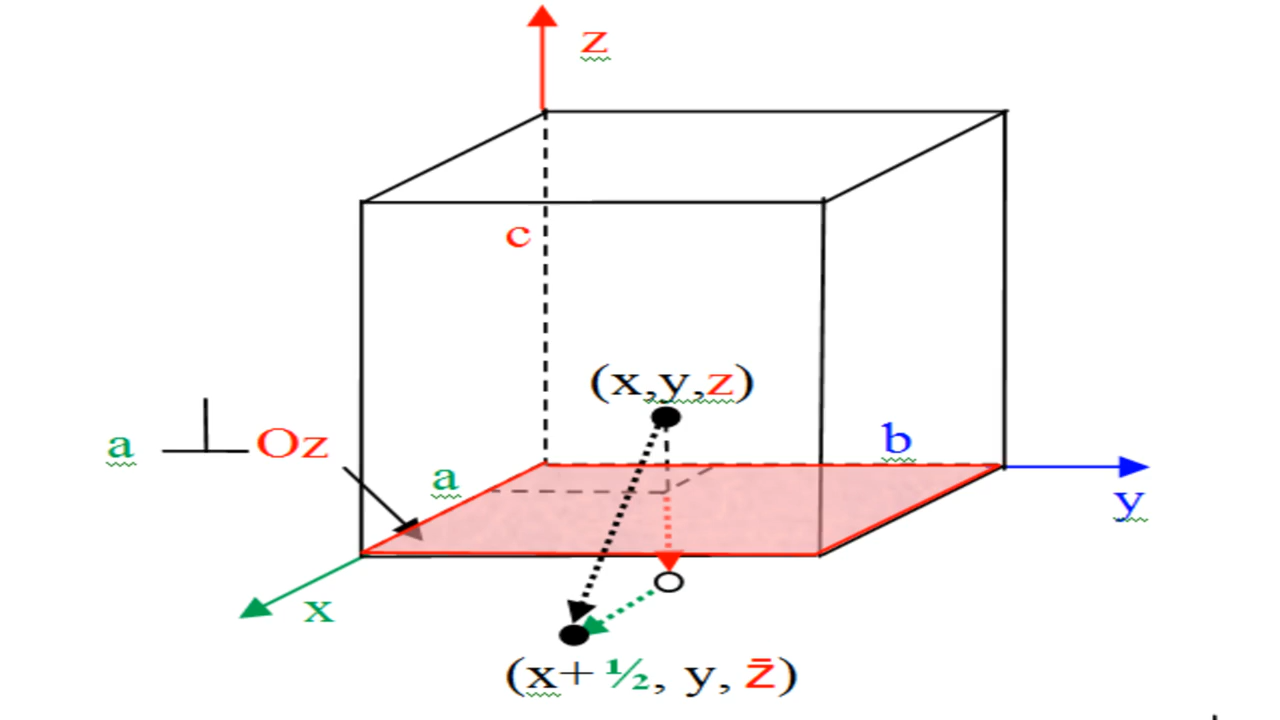 z
c
(x,y,z)
a ⊥ Oz
a
b
y
x
(x+ ½, y, z̄)